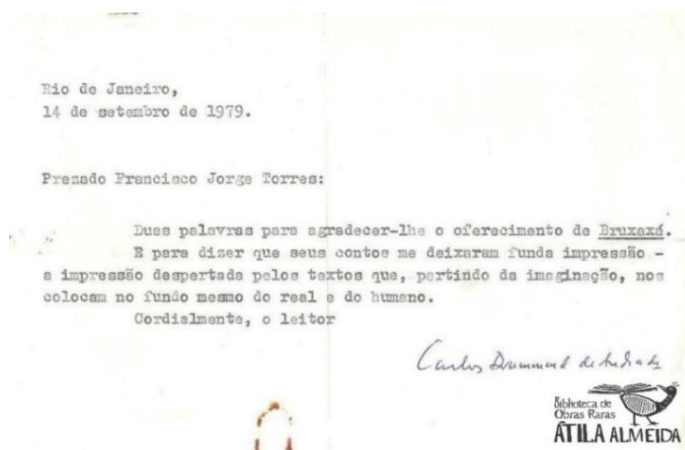 Rio de Janeiro,
14 de setembro de 1979.
Prezado Francisco Jorge Torres:
Duas palavras para agradecer-lhe o oferecimento de Bruxaxá.
E para dizer que seus contos me deixaram funda impressão -
a impressão despertada pelos textos que, partindo da imaginação, nos
colocam no fundo mesmo do real e do humano.
Cordialmente, o leitor
Carlos Drummond de Andrade
Biblioteca de
Obras Raras
ÁTILA ALMEIDA